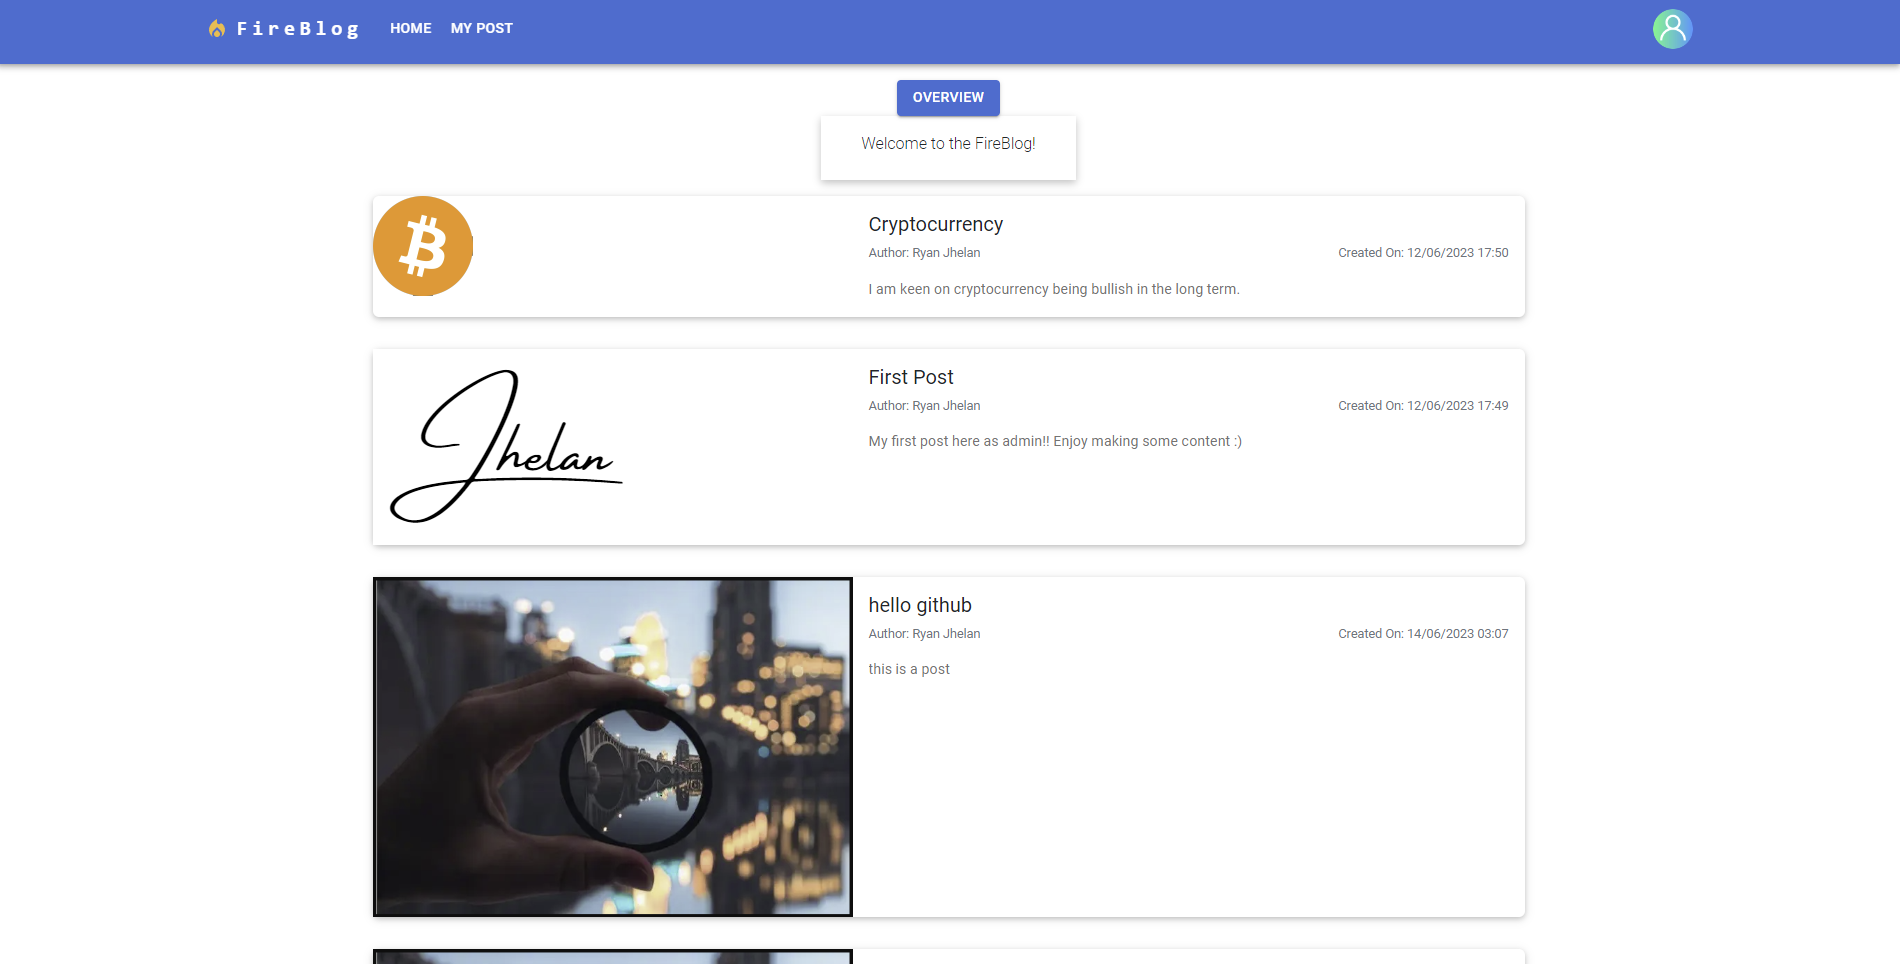 FireBlog HOME MY POST
OVERVIEW
Welcome to the FireBlog!
Cryptocurrency
Author: Ryan Jhelan Created On: 12/06/2023 17:50
I am keen on cryptocurrency being bullish in the long term.
Jhelan
First Post
Author: Ryan Jhelan Created On: 12/06/2023 17:49
My first post here as admin!! Enjoy making some content :)
hello github
Author: Ryan Jhelan Created On: 14/06/2023 03:07
this is a post